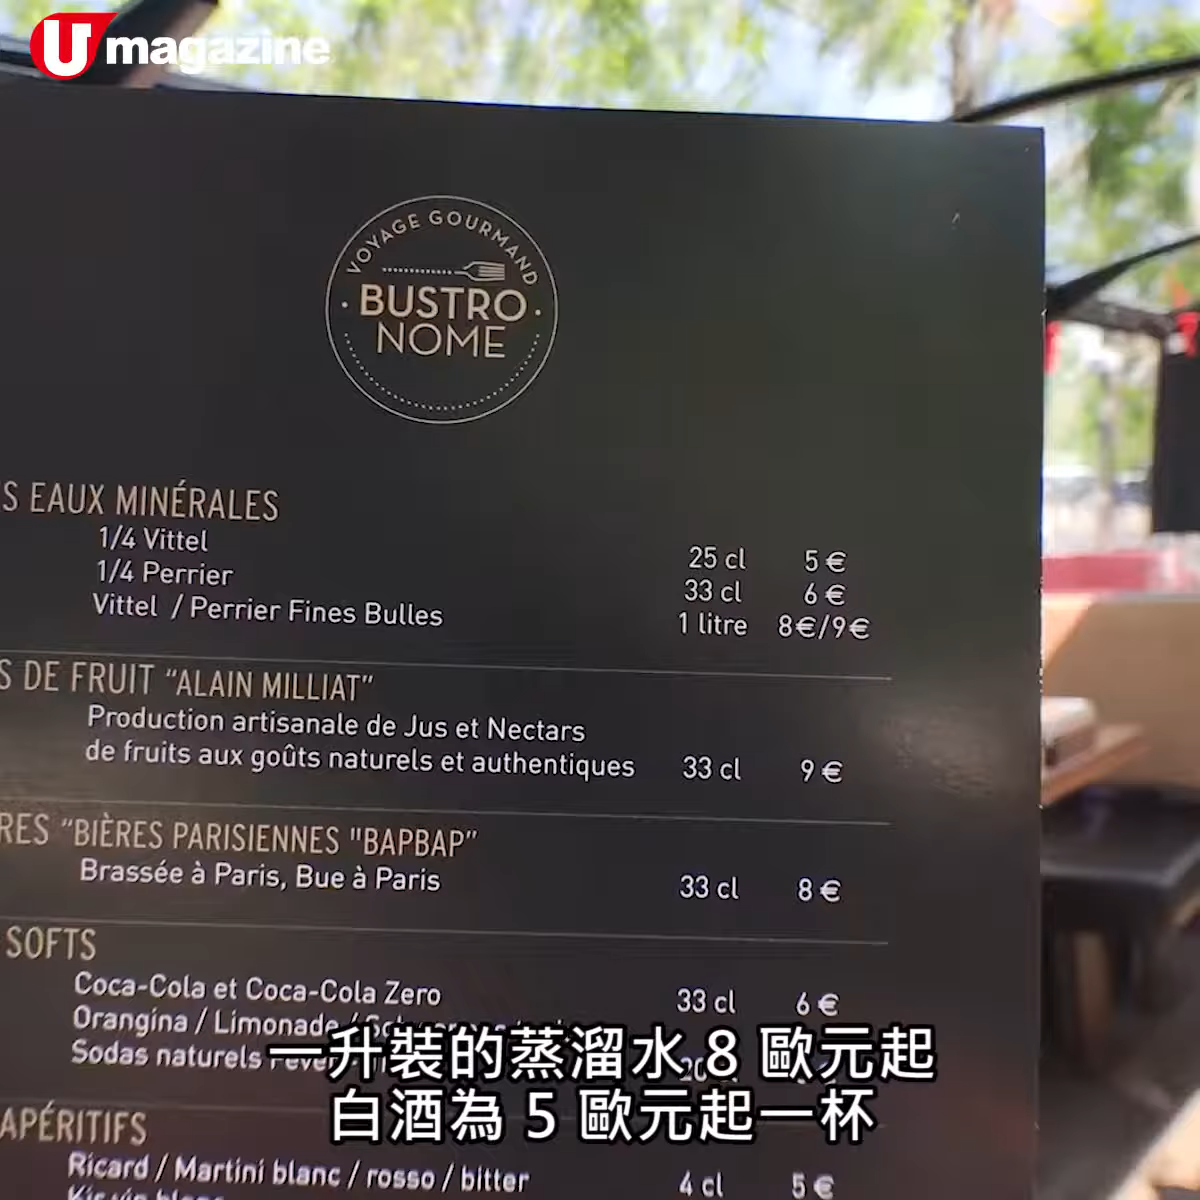 U magazine
VOYAGE GOURMAND
BUSTRO
NOME
S EAUX MINÉRALES
1/4 Vittel 25 cl 5 €
1/4 Perrier 33 cl 6 €
Vittel / Perrier Fines Bulles 1 litre 8€/9€
S DE FRUIT “ALAIN MILLIAT”
Production artisanale de Jus et Nectars
de fruits aux goûts naturels et authentiques 33 cl 9 €
RES “BIÈRES PARISIENNES "BAPBAP”
Brassée à Paris, Bue à Paris 33 cl 8 €
SOFTS
Coca-Cola et Coca-Cola Zero 33 cl 6 €
Orangina / Limonade /
Sodas naturels
一升裝的蒸溜水 8 歐元起
白酒為 5 歐元起一杯
APÉRITIFS
Ricard / Martini blanc / rosso / bitter 4 cl 5 €